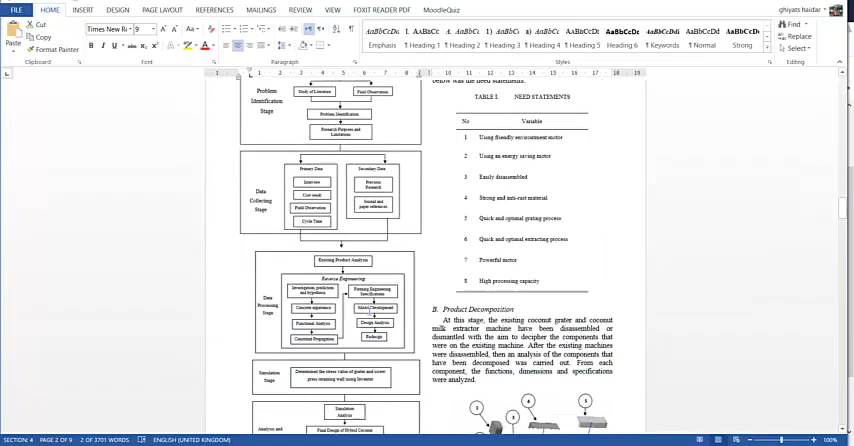 FILE HOME INSERT DESIGN PAGE LAYOUT REFERENCES MAILINGS REVIEW VIEW FOXIT READER PDF MoodleQuiz ghiyats haidar
Paste
Cut
Copy
Format Painter
Clipboard
Times New Ro 9
Font
Paragraph
Emphasis ¶ Heading 1 ¶ Heading 2 ¶ Heading 3 ¶ Heading 4 ¶ Heading 5 Heading 6 ¶ Keywords ¶ Normal Strong
Styles
Find
Replace
Select
Editing
Problem Identification Stage
Study of Literature
Field Observation
Problem Identification
Research Purposes and Limitations
Data Collecting Stage
Primary Data
Interview
Field Observation
Cycle Time
Secondary Data
Previous Research
Journal and paper references
Data Processing Stage
Existing Product Analysis
Reverse Engineering
Investigation, prediction and hypothesis
Concrete experience
Functional Analysis
Constraint Propagation
Forming Engineering Specifications
Model Development
Design Analysis
Redesign
Simulation Stage
Determined the stress value of grater and screw press retaining wall using Inventor
Analysis and
Simulation Analysis
Final Design of Hybrid Coconut
below was the need statements.
TABLE I. NEED STATEMENTS
No Variable
1 Using friendly environment motor
2 Using an energy saving motor
3 Easily disassembled
4 Strong and anti-rust material
5 Quick and optimal grating process
6 Quick and optimal extracting process
7 Powerful motor
8 High processing capacity
B. Product Decomposition
At this stage, the existing coconut grater and coconut
milk extractor machine have been disassembled or
dismantled with the aim to decipher the components that
were on the existing machine. After the existing machines
were disassembled, then an analysis of the components that
have been decomposed was carried out. From each
component, the functions, dimensions and specifications
were analyzed.
SECTION: 4 PAGE 2 OF 9 2 OF 3701 WORDS ENGLISH (UNITED KINGDOM) 100%